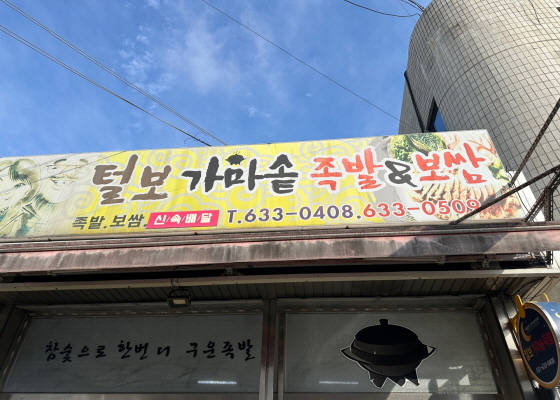 털보 가마솥 족발&보쌈
족발.보쌈. 신/속/배/달 T.633-0408.633-0509
참숯으로 한번 더 구운족발